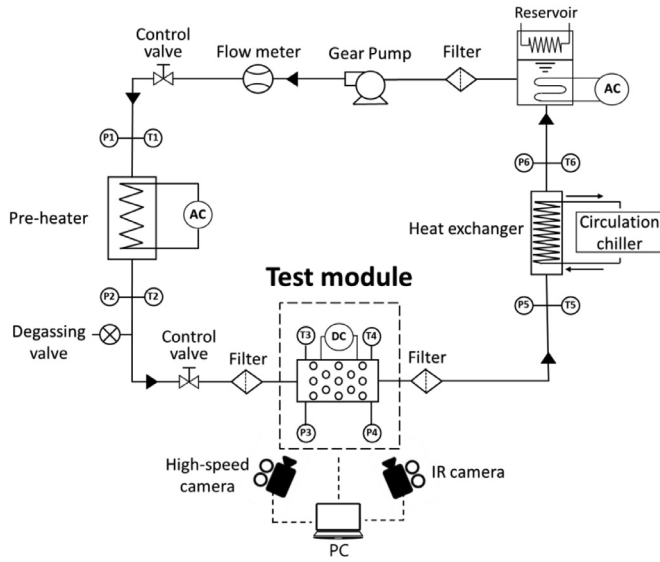 Reservoir
Control
valve
Flow meter
Gear Pump
Filter
AC
P1
T1
P6
T6
Pre-heater
AC
Heat exchanger
Circulation
chiller
P2
T2
Test module
P5
T5
Degassing
valve
Control
valve
Filter
T3
DC
T4
Filter
P3
P4
High-speed
camera
IR camera
PC